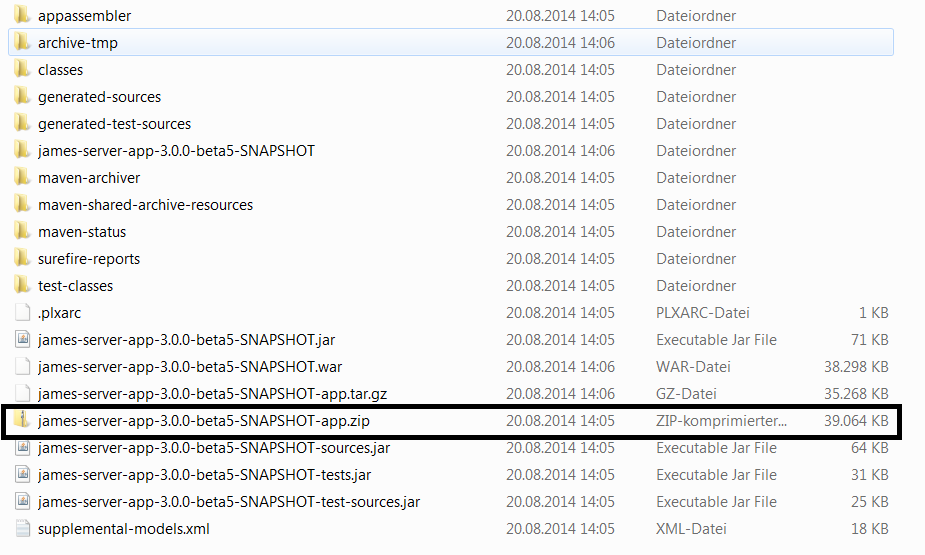 appassembler 20.08.2014 14:05 Dateiordner
archive-tmp 20.08.2014 14:06 Dateiordner
classes 20.08.2014 14:05 Dateiordner
generated-sources 20.08.2014 14:05 Dateiordner
generated-test-sources 20.08.2014 14:05 Dateiordner
james-server-app-3.0.0-beta5-SNAPSHOT 20.08.2014 14:06 Dateiordner
maven-archiver 20.08.2014 14:05 Dateiordner
maven-shared-archive-resources 20.08.2014 14:05 Dateiordner
maven-status 20.08.2014 14:05 Dateiordner
surefire-reports 20.08.2014 14:05 Dateiordner
test-classes 20.08.2014 14:05 Dateiordner
.plxarc 20.08.2014 14:05 PLXARC-Datei 1 KB
james-server-app-3.0.0-beta5-SNAPSHOT.jar 20.08.2014 14:05 Executable Jar File 71 KB
james-server-app-3.0.0-beta5-SNAPSHOT.war 20.08.2014 14:06 WAR-Datei 38.298 KB
james-server-app-3.0.0-beta5-SNAPSHOT-app.tar.gz 20.08.2014 14:06 GZ-Datei 35.268 KB
james-server-app-3.0.0-beta5-SNAPSHOT-app.zip 20.08.2014 14:05 ZIP-komprimierter... 39.064 KB
james-server-app-3.0.0-beta5-SNAPSHOT-sources.jar 20.08.2014 14:05 Executable Jar File 64 KB
james-server-app-3.0.0-beta5-SNAPSHOT-tests.jar 20.08.2014 14:05 Executable Jar File 31 KB
james-server-app-3.0.0-beta5-SNAPSHOT-test-sources.jar 20.08.2014 14:05 Executable Jar File 25 KB
supplemental-models.xml 20.08.2014 14:05 XML-Datei 18 KB